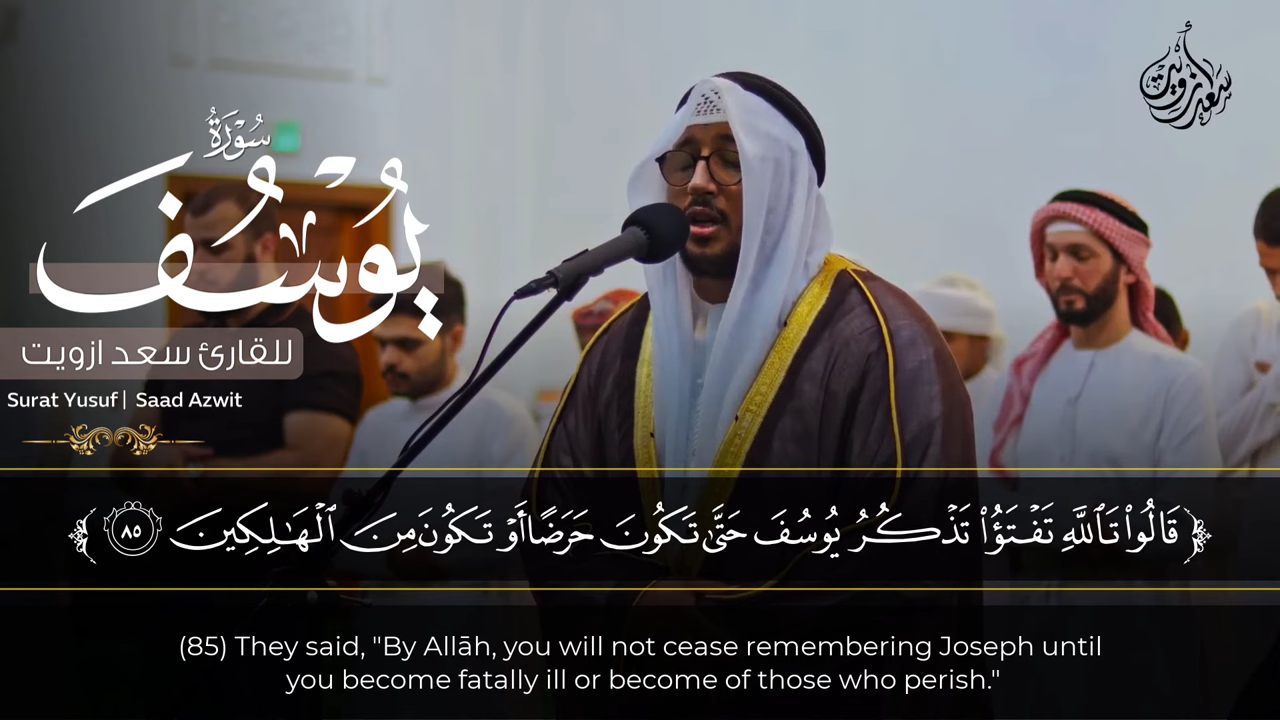 سعد ازويت
سُورَةُ
يُوسُفَ
للقارئ سعد ازويت
Surat Yusuf | Saad Azwit
﴿قَالُوا۟ تَٱللَّهِ تَفْتَؤُا۟ تَذْكُرُ يُوسُفَ حَتَّىٰ تَكُونَ حَرَضًا أَوْ تَكُونَ مِنَ ٱلْهَـٰلِكِينَ ٨٥﴾
(85) They said, "By Allāh, you will not cease remembering Joseph until
you become fatally ill or become of those who perish."